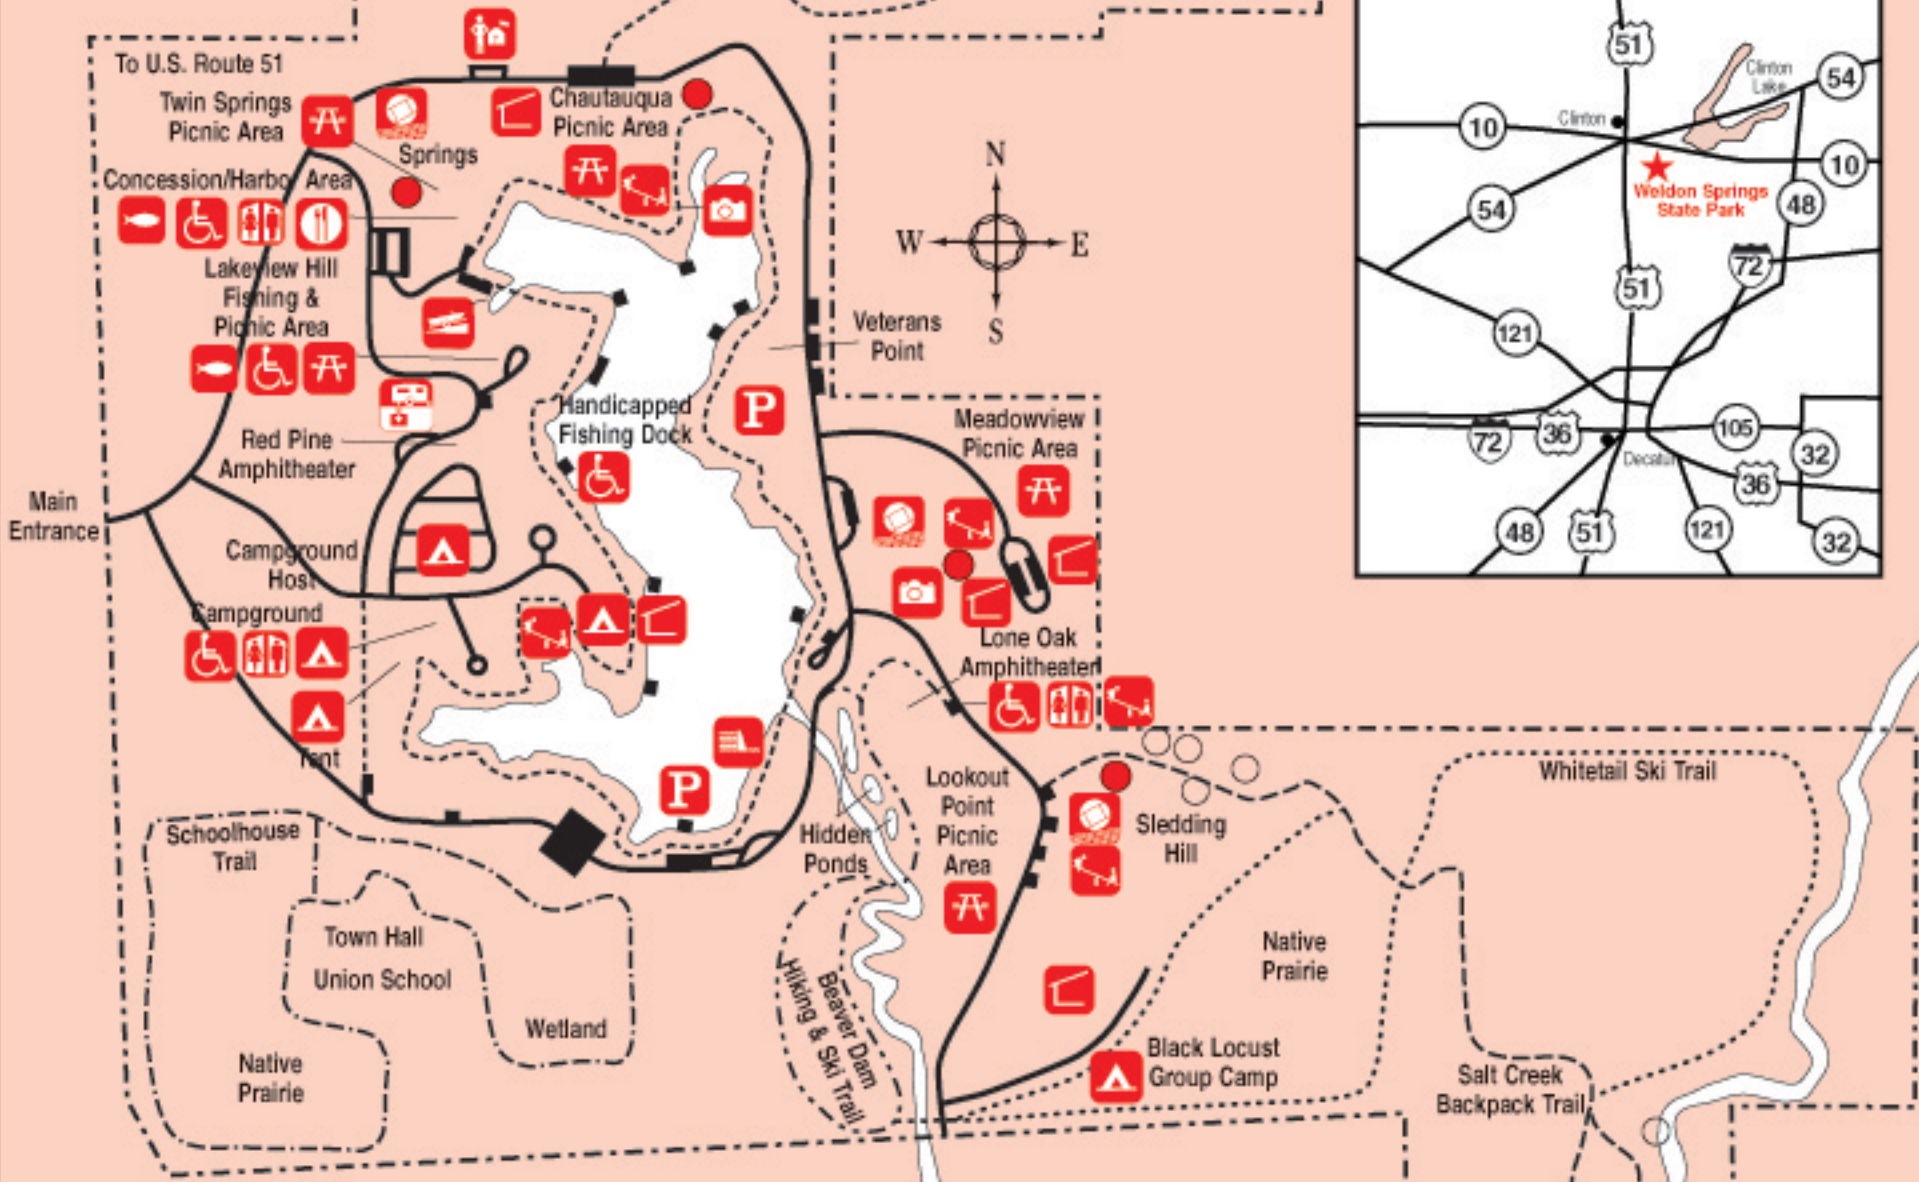 To U.S. Route 51
Twin Springs
Picnic Area
Springs
Chautauqua
Picnic Area
Concession/Harbo Area
Lakeview Hill
Fishing &
Picnic Area
Red Pine
Amphitheater
Main
Entrance
Campground
Host
Campground
Tent
Handicapped
Fishing Dock
P
Veterans
Point
N
W
E
S
Meadowview
Picnic Area
Lone Oak
Amphitheater
P
Lookout
Point
Picnic
Area
Hidden
Ponds
Sledding
Hill
Whitetail Ski Trail
Schoolhouse
Trail
Town Hall
Union School
Wetland
Native
Prairie
Beaver Dam
Hiking & Ski Trail
Native
Prairie
Black Locust
Group Camp
Salt Creek
Backpack Trail
51
Clinton
Lake
54
Clinton
10
10
Weldon Springs
State Park
54
48
72
51
121
72
36
105
32
Decatur
36
48
51
121
32